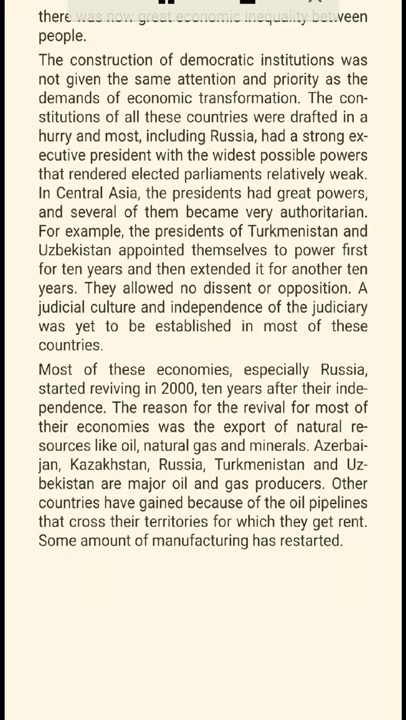 there was now great economic inequality between
people.
The construction of democratic institutions was
not given the same attention and priority as the
demands of economic transformation. The con-
stitutions of all these countries were drafted in a
hurry and most, including Russia, had a strong ex-
ecutive president with the widest possible powers
that rendered elected parliaments relatively weak.
In Central Asia, the presidents had great powers,
and several of them became very authoritarian.
For example, the presidents of Turkmenistan and
Uzbekistan appointed themselves to power first
for ten years and then extended it for another ten
years. They allowed no dissent or opposition. A
judicial culture and independence of the judiciary
was yet to be established in most of these
countries.
Most of these economies, especially Russia,
started reviving in 2000, ten years after their inde-
pendence. The reason for the revival for most of
their economies was the export of natural re-
sources like oil, natural gas and minerals. Azerbai-
jan, Kazakhstan, Russia, Turkmenistan and Uz-
bekistan are major oil and gas producers. Other
countries have gained because of the oil pipelines
that cross their territories for which they get rent.
Some amount of manufacturing has restarted.